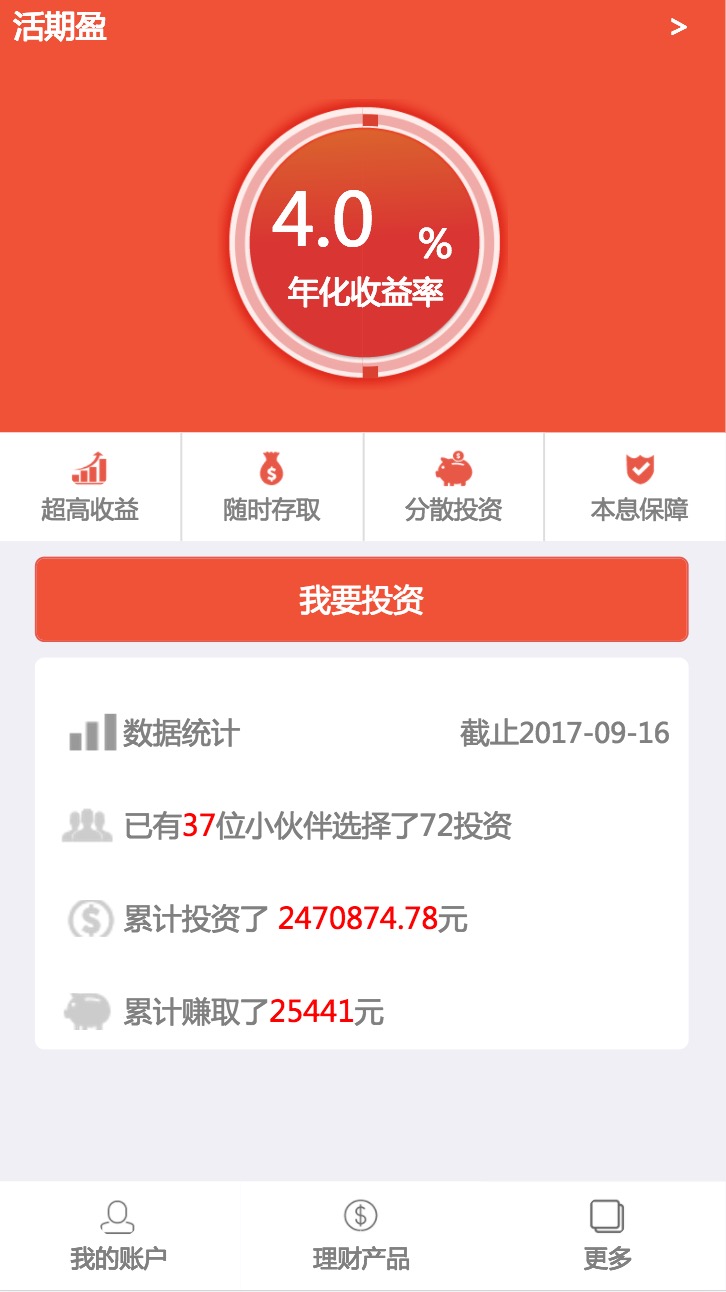 活期盈 >
4.0 %
年化收益率
超高收益 随时存取 分散投资 本息保障
我要投资
数据统计 截止2017-09-16
已有37位小伙伴选择了72投资
累计投资了 2470874.78元
累计赚取了25441元
我的账户 理财产品 更多